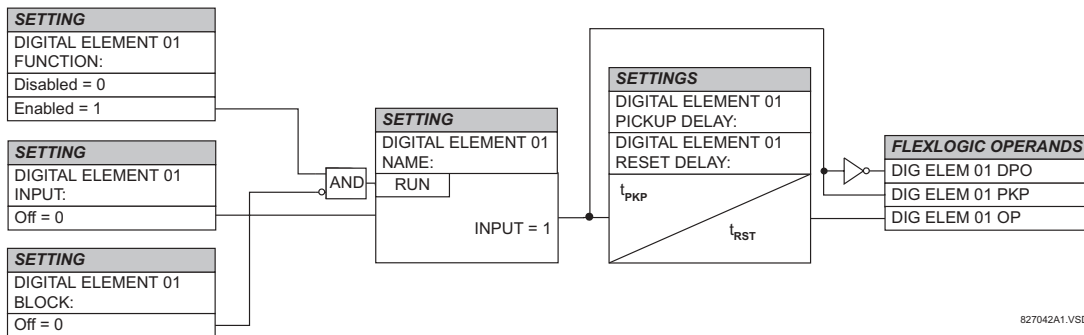 SETTING
DIGITAL ELEMENT 01
FUNCTION:
Disabled = 0
Enabled = 1
SETTING
DIGITAL ELEMENT 01
INPUT:
Off = 0
SETTING
DIGITAL ELEMENT 01
BLOCK:
Off = 0
AND
SETTING
DIGITAL ELEMENT 01
NAME:
RUN
INPUT = 1
SETTINGS
DIGITAL ELEMENT 01
PICKUP DELAY:
DIGITAL ELEMENT 01
RESET DELAY:
tPKP
tRST
FLEXLOGIC OPERANDS
DIG ELEM 01 DPO
DIG ELEM 01 PKP
DIG ELEM 01 OP
827042A1.VSD